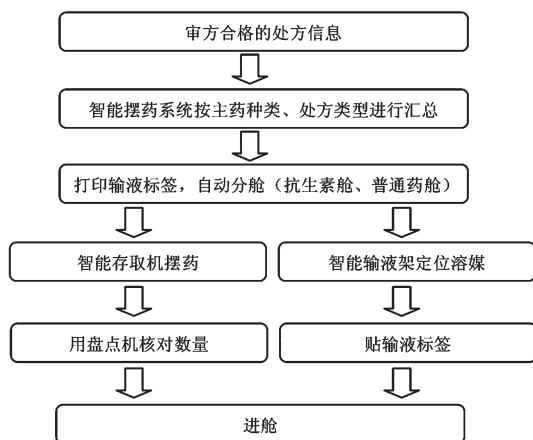 审方合格的处方信息
智能摆药系统按主药种类、处方类型进行汇总
打印输液标签，自动分舱（抗生素舱、普通药舱）
智能存取机摆药
智能输液架定位溶媒
用盘点机核对数量
贴输液标签
进舱